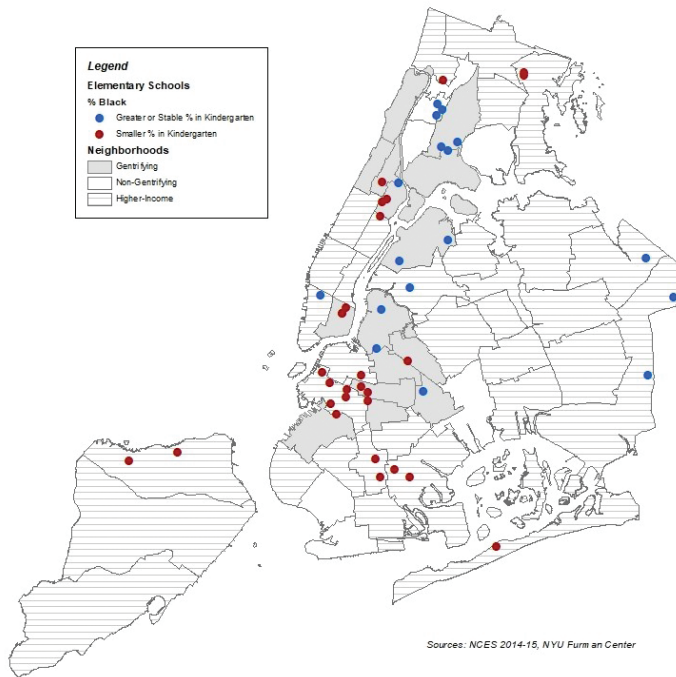 Legend
Elementary Schools
% Black
Greater or Stable % in Kindergarten
Smaller % in Kindergarten
Neighborhoods
Gentrifying
Non-Gentrifying
Higher-Income
Sources: NCES 2014-15, NYU Furman Center